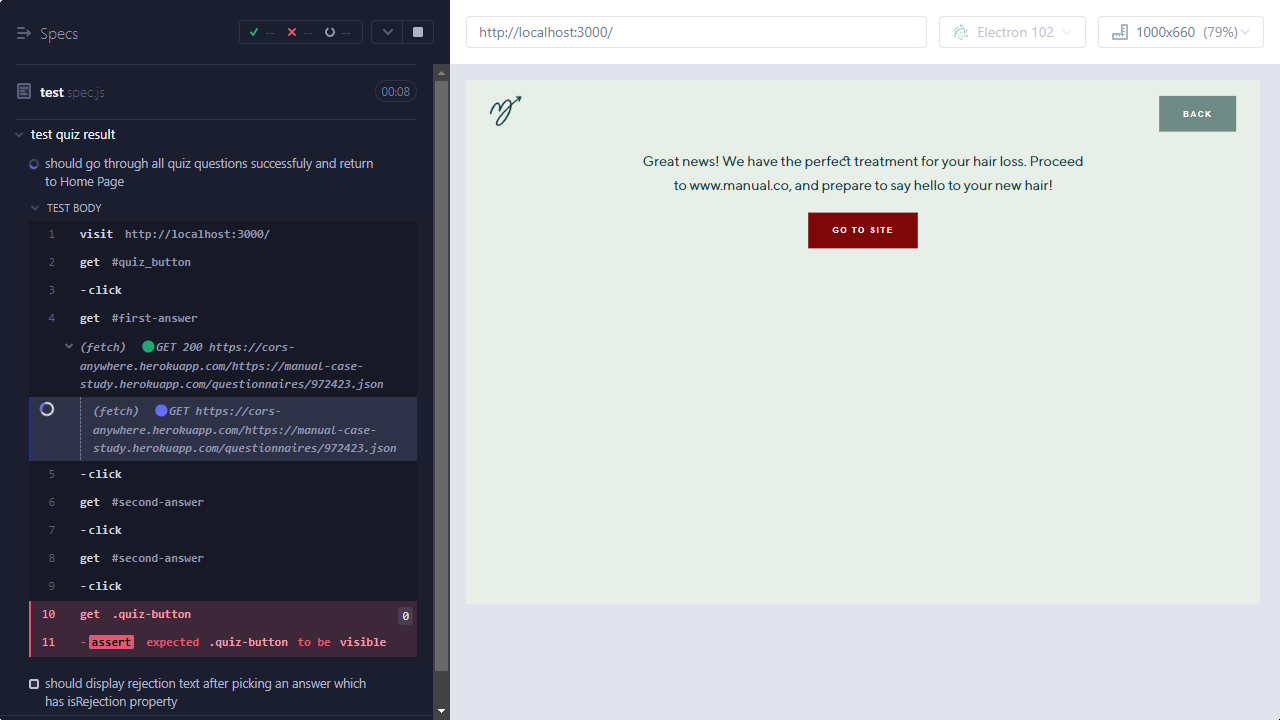 Specs
-- -- --
http://localhost:3000/
Electron 102
1000x660 (79%)
test spec.js
00:08
test quiz result
should go through all quiz questions successfuly and return
to Home Page
TEST BODY
1 visit http://localhost:3000/
2 get #quiz_button
3 -click
4 get #first-answer
(fetch) GET 200 https://cors-
anywhere.herokuapp.com/https://manual-case-
study.herokuapp.com/questionnaires/972423.json
(fetch) GET https://cors-
anywhere.herokuapp.com/https://manual-case-
study.herokuapp.com/questionnaires/972423.json
5 -click
6 get #second-answer
7 -click
8 get #second-answer
9 -click
10 get .quiz-button 0
11 -assert expected .quiz-button to be visible
should display rejection text after picking an answer which
has isRejection property
BACK
Great news! We have the perfect treatment for your hair loss. Proceed
to www.manual.co, and prepare to say hello to your new hair!
GO TO SITE